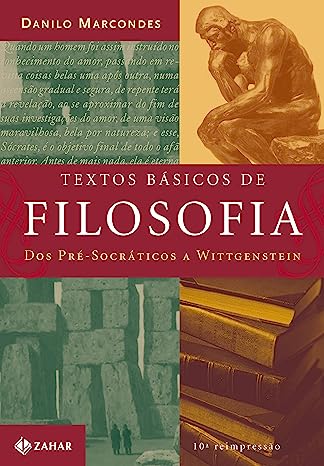 DANILO MARCONDES
Quando um homem foi assim instruído no
conhecimento do amor, passando em re-
vista coisas belas uma após outra, numa
ascensão gradual e segura, de repente terá
a revelação, ao se aproximar do fim de
suas investigações do amor, de uma visão
maravilhosa, bela por natureza; e esse,
Sócrates, é o objetivo final de todo o afã
anterior. Antes de mais nada, ela é eterna
TEXTOS BÁSICOS DE
FILOSOFIA
DOS PRÉ-SOCRÁTICOS A WITTGENSTEIN
ZAHAR
10ª reimpressão